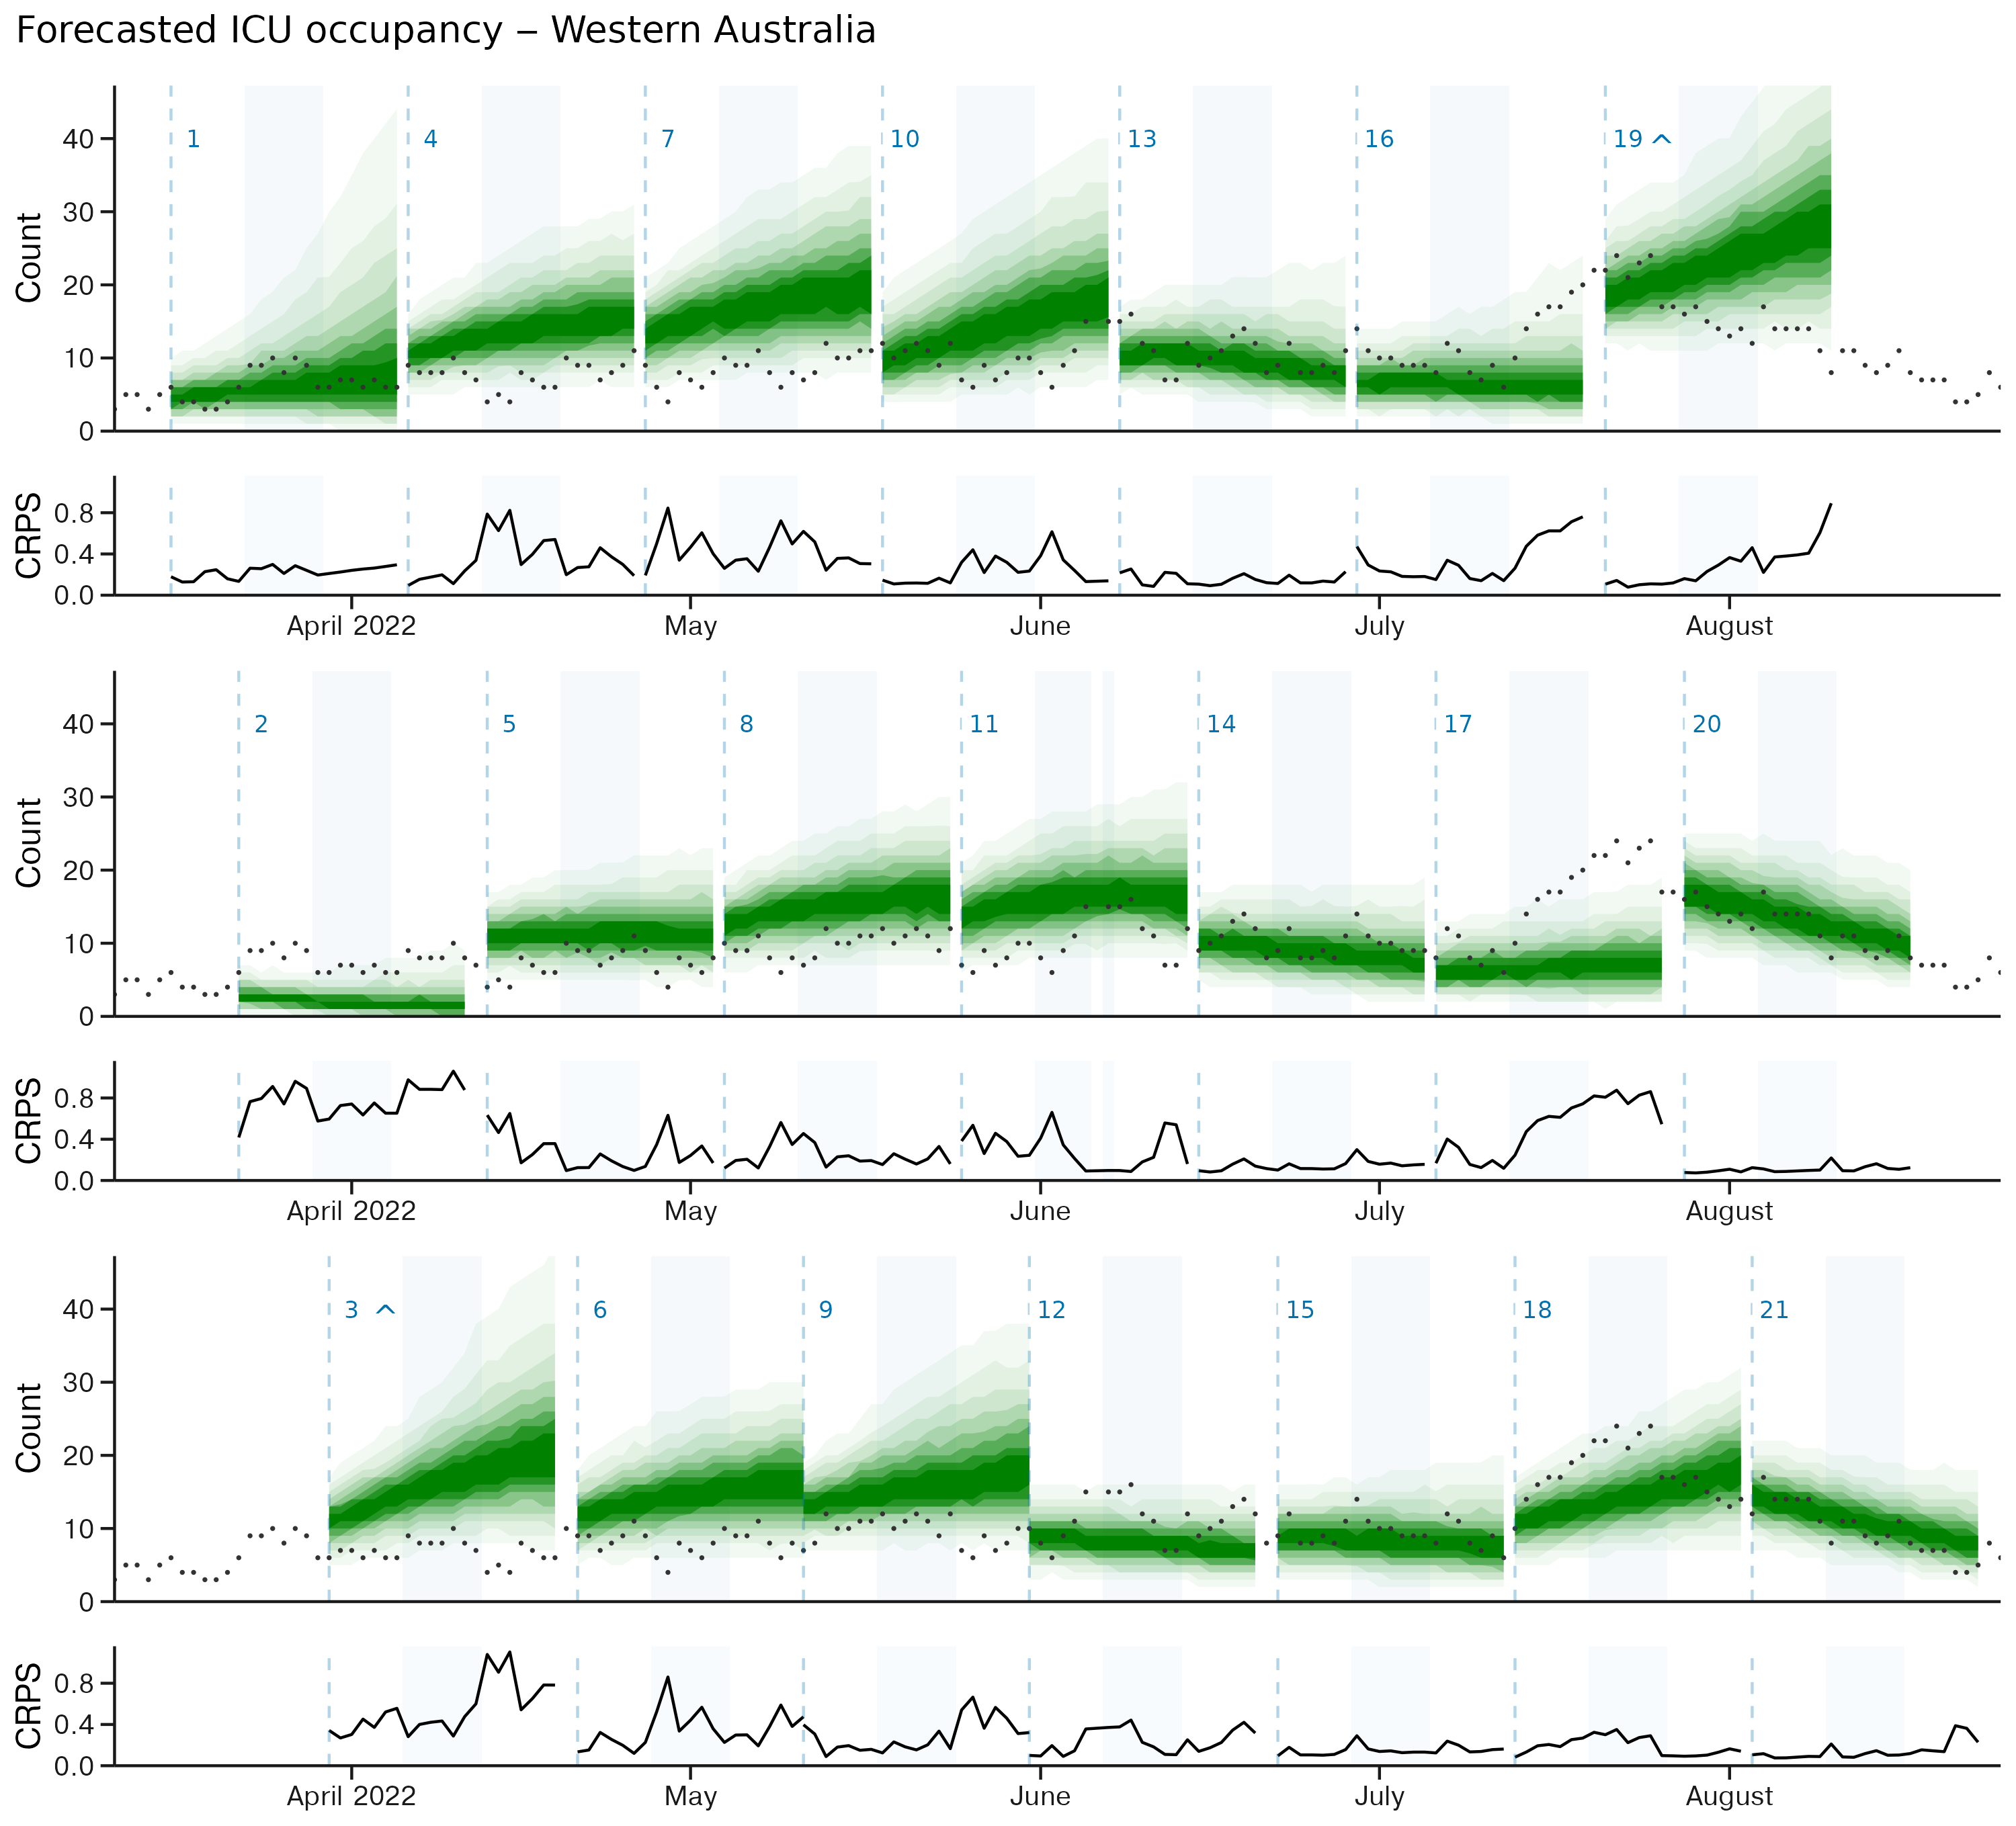 Forecasted ICU occupancy – Western Australia
Count
40
30
20
10
0
1
4
7
10
13
16
19 ^
CRPS
0.8
0.4
0.0
April 2022
May
June
July
August
Count
40
30
20
10
0
2
5
8
11
14
17
20
CRPS
0.8
0.4
0.0
April 2022
May
June
July
August
Count
40
30
20
10
0
3 ^
6
9
12
15
18
21
CRPS
0.8
0.4
0.0
April 2022
May
June
July
August